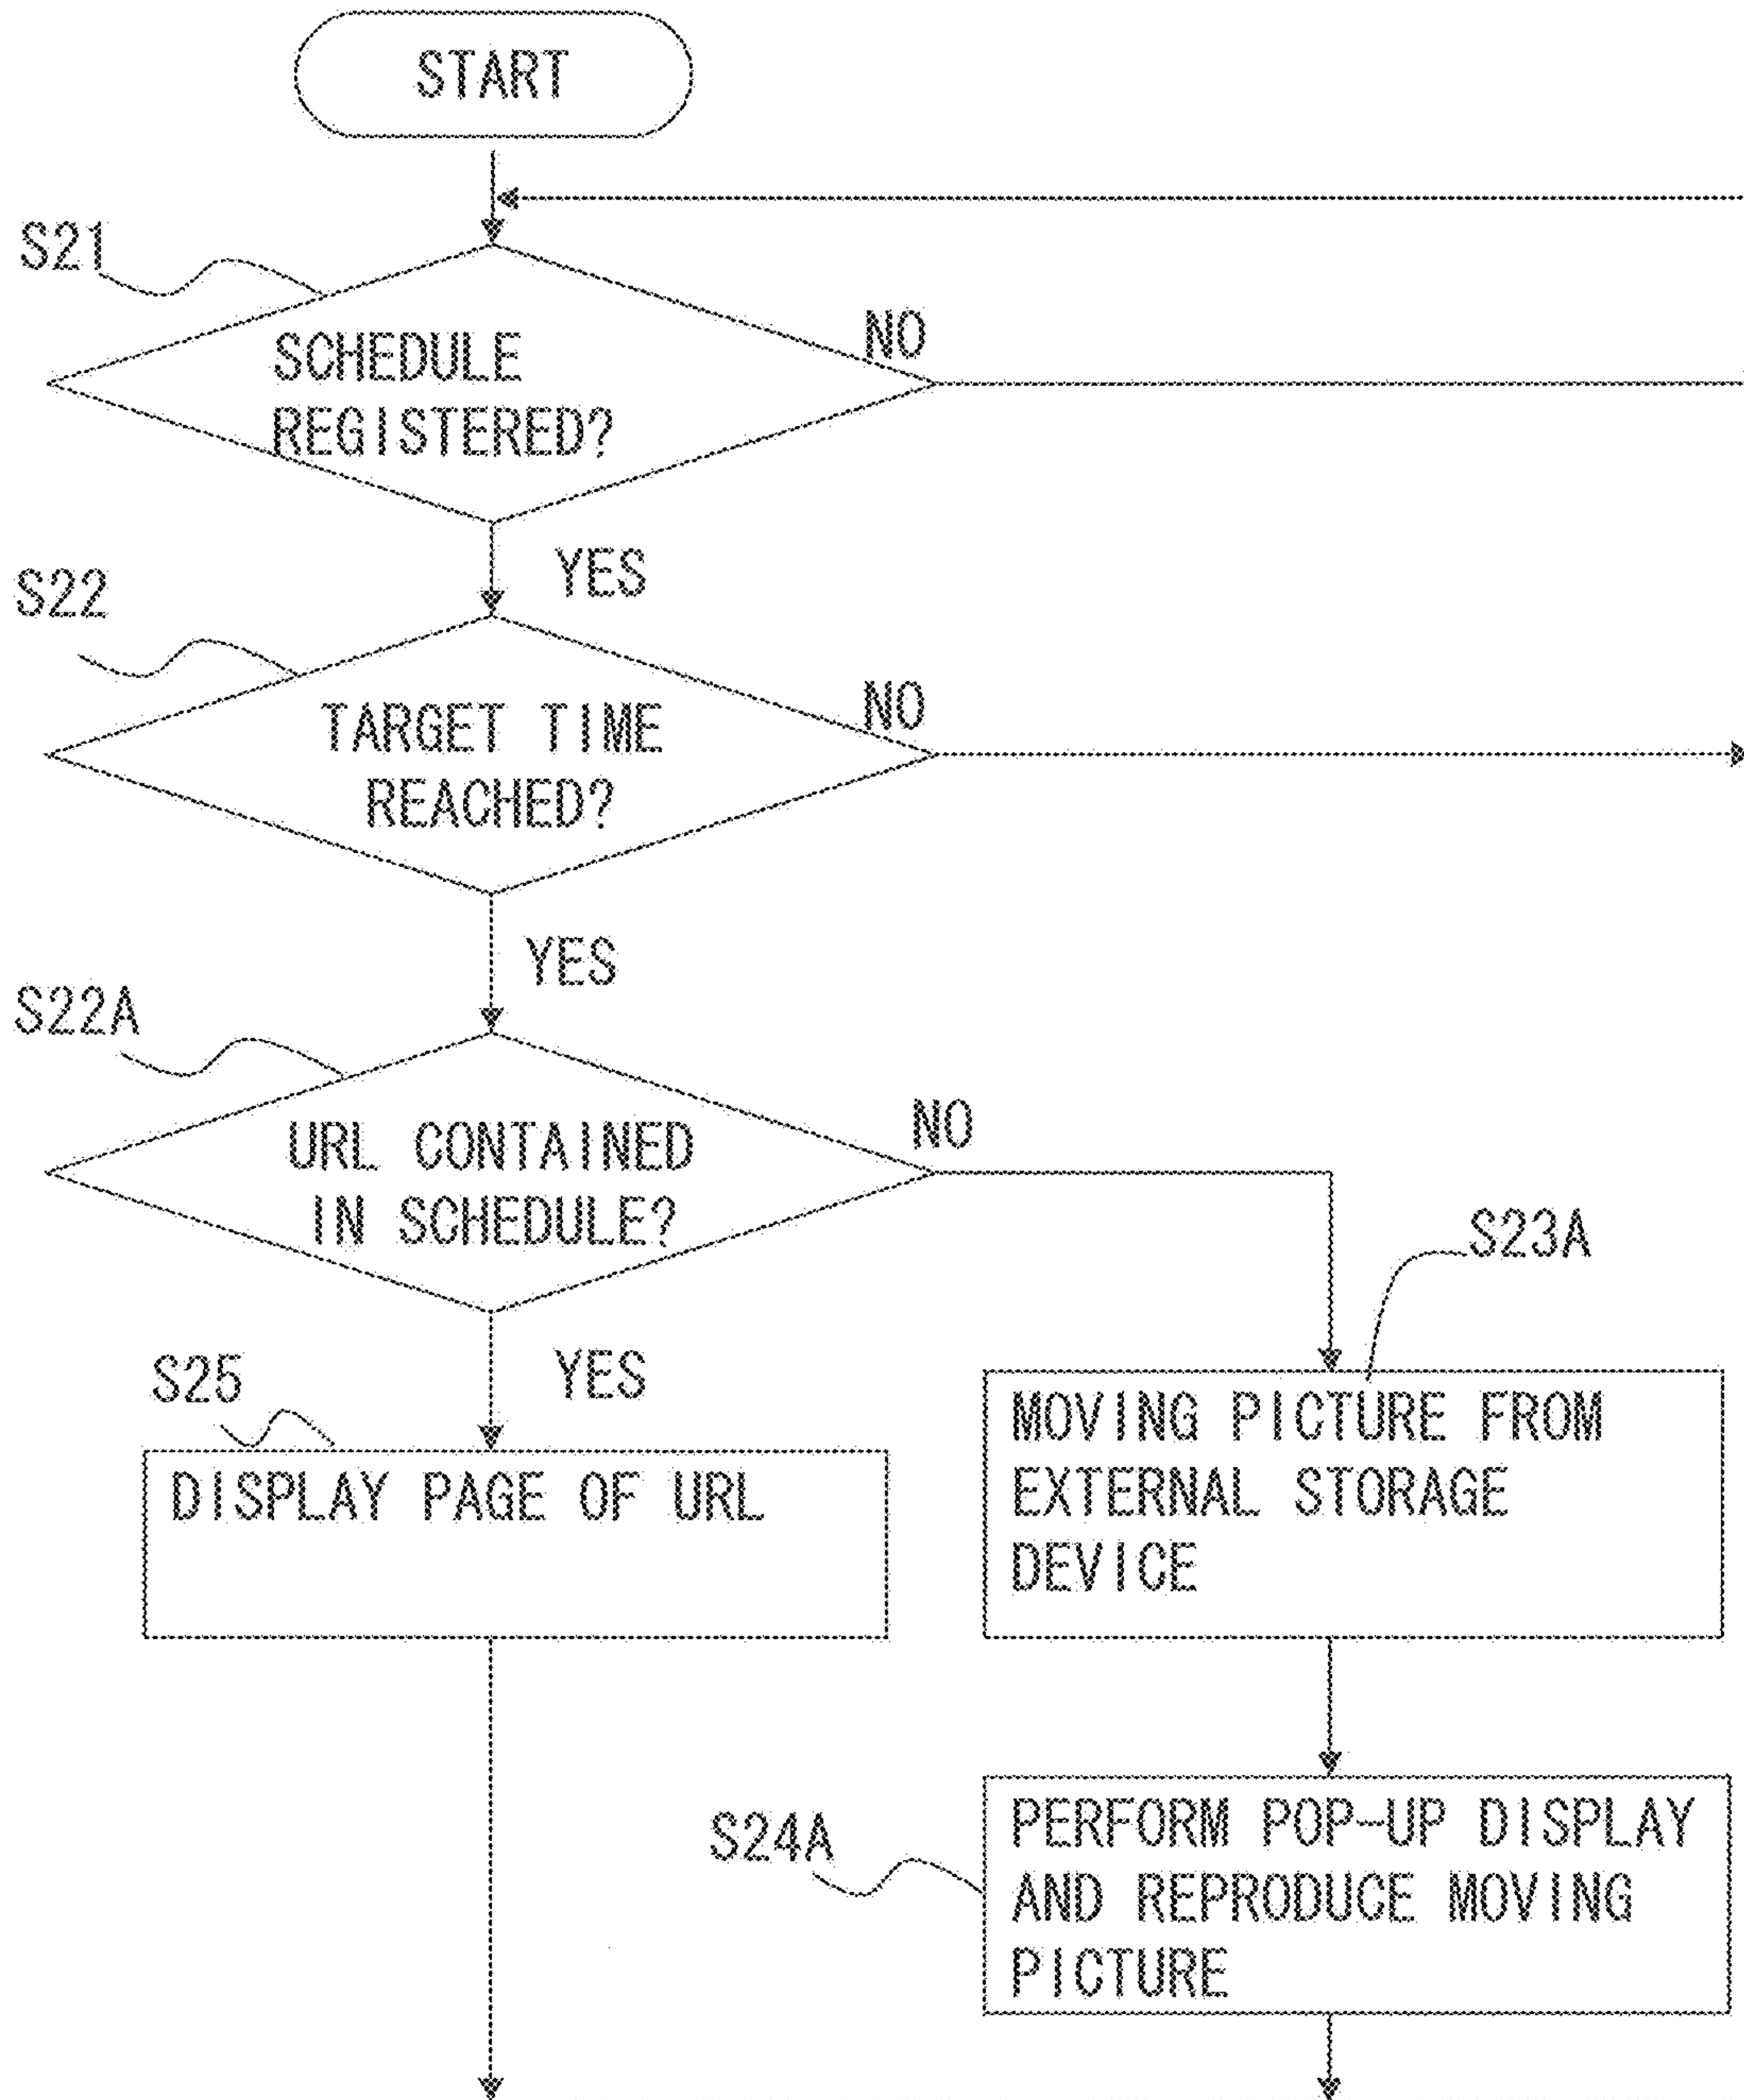 START
S21
NO
SCHEDULE
REGISTERED?
YES
S22
NO
TARGET TIME
REACHED?
YES
S22A
NO
URL CONTAINED
IN SCHEDULE?
S23A
S25
YES
DISPLAY PAGE OF URL
MOVING PICTURE FROM
EXTERNAL STORAGE
DEVICE
S24A
PERFORM POP-UP DISPLAY
AND REPRODUCE MOVING
PICTURE